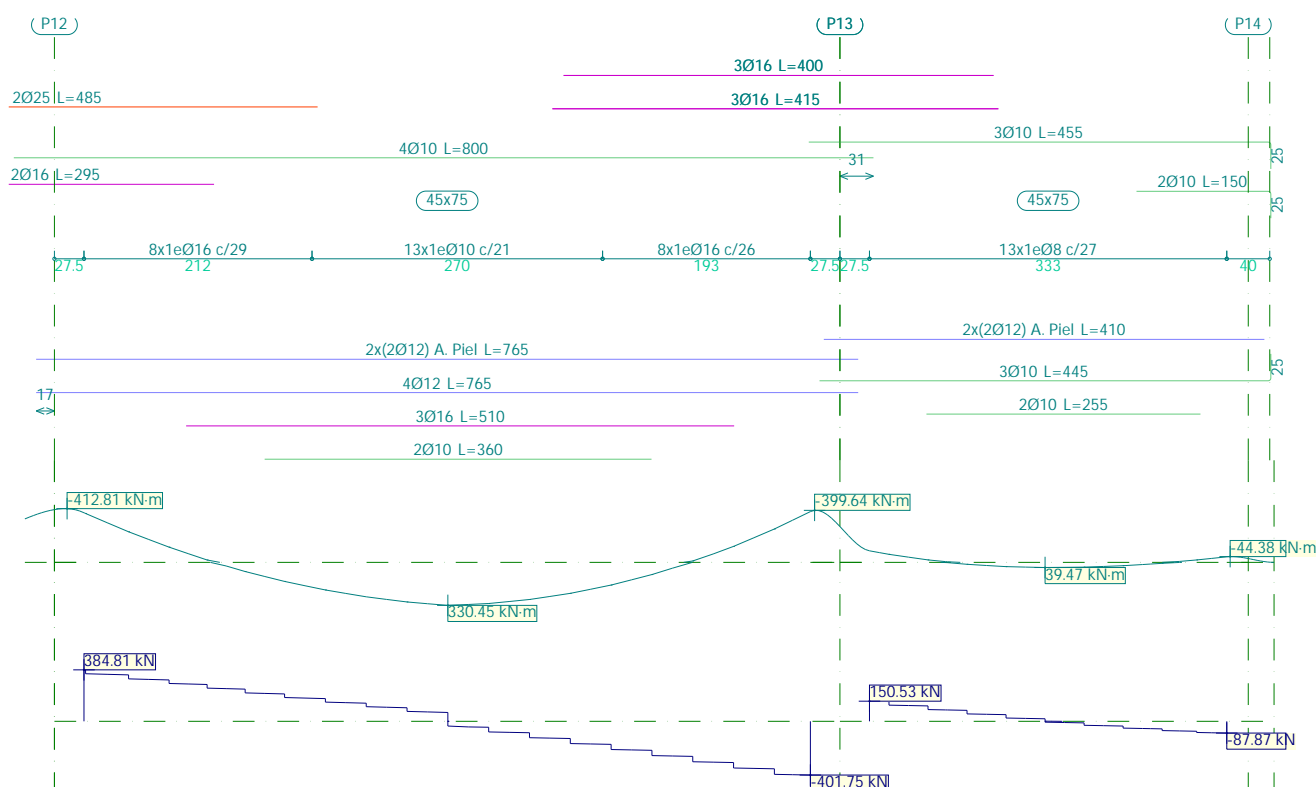 P12
P13
P14
3Ø16 L=400
2Ø25 L=485
3Ø16 L=415
3Ø10 L=455
4Ø10 L=800
31
25
2Ø16 L=295
2Ø10 L=150
45x75
45x75
25
8x1eØ16 c/29
13x1eØ10 c/21
8x1eØ16 c/26
13x1eØ8 c/27
27.5
212
270
193
27.5
27.5
333
40
2x(2Ø12) A. Piel L=410
2x(2Ø12) A. Piel L=765
3Ø10 L=445
25
4Ø12 L=765
17
2Ø10 L=255
3Ø16 L=510
2Ø10 L=360
-412.81 kN·m
-399.64 kN·m
-44.38 kN·m
39.47 kN·m
330.45 kN·m
384.81 kN
150.53 kN
-87.87 kN
-401.75 kN